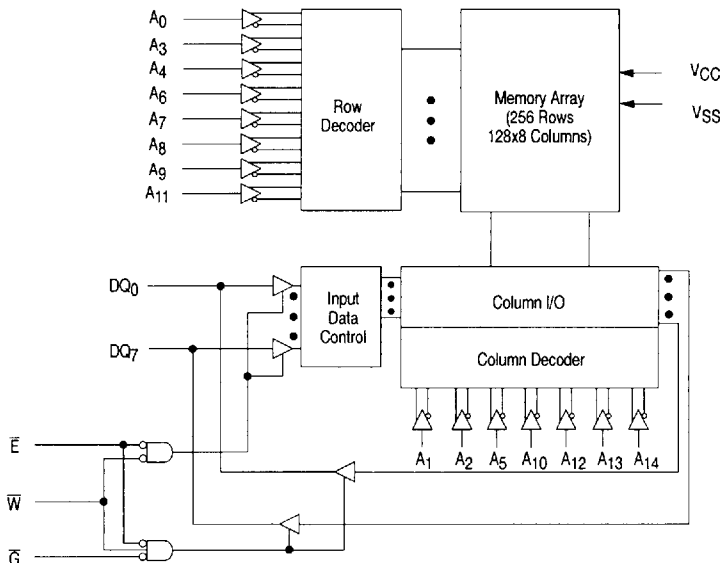 A0
A3
A4
A6
A7
A8
A9
A11
Row
Decoder
Memory Array
(256 Rows
128x8 Columns)
VCC
VSS
DQ0
DQ7
Input
Data
Control
Column I/O
Column Decoder
A1
A2
A5
A10
A12
A13
A14
E̅
W̅
G̅